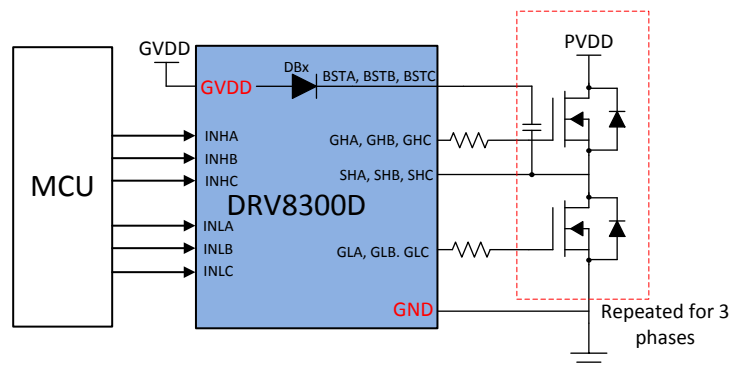 GVDD
PVDD
DBx
BSTA, BSTB, BSTC
GVDD
INHA
GHA, GHB, GHC
INHB
SHA, SHB, SHC
INHC
MCU
DRV8300D
INLA
INLB
GLA, GLB. GLC
INLC
GND
Repeated for 3
phases